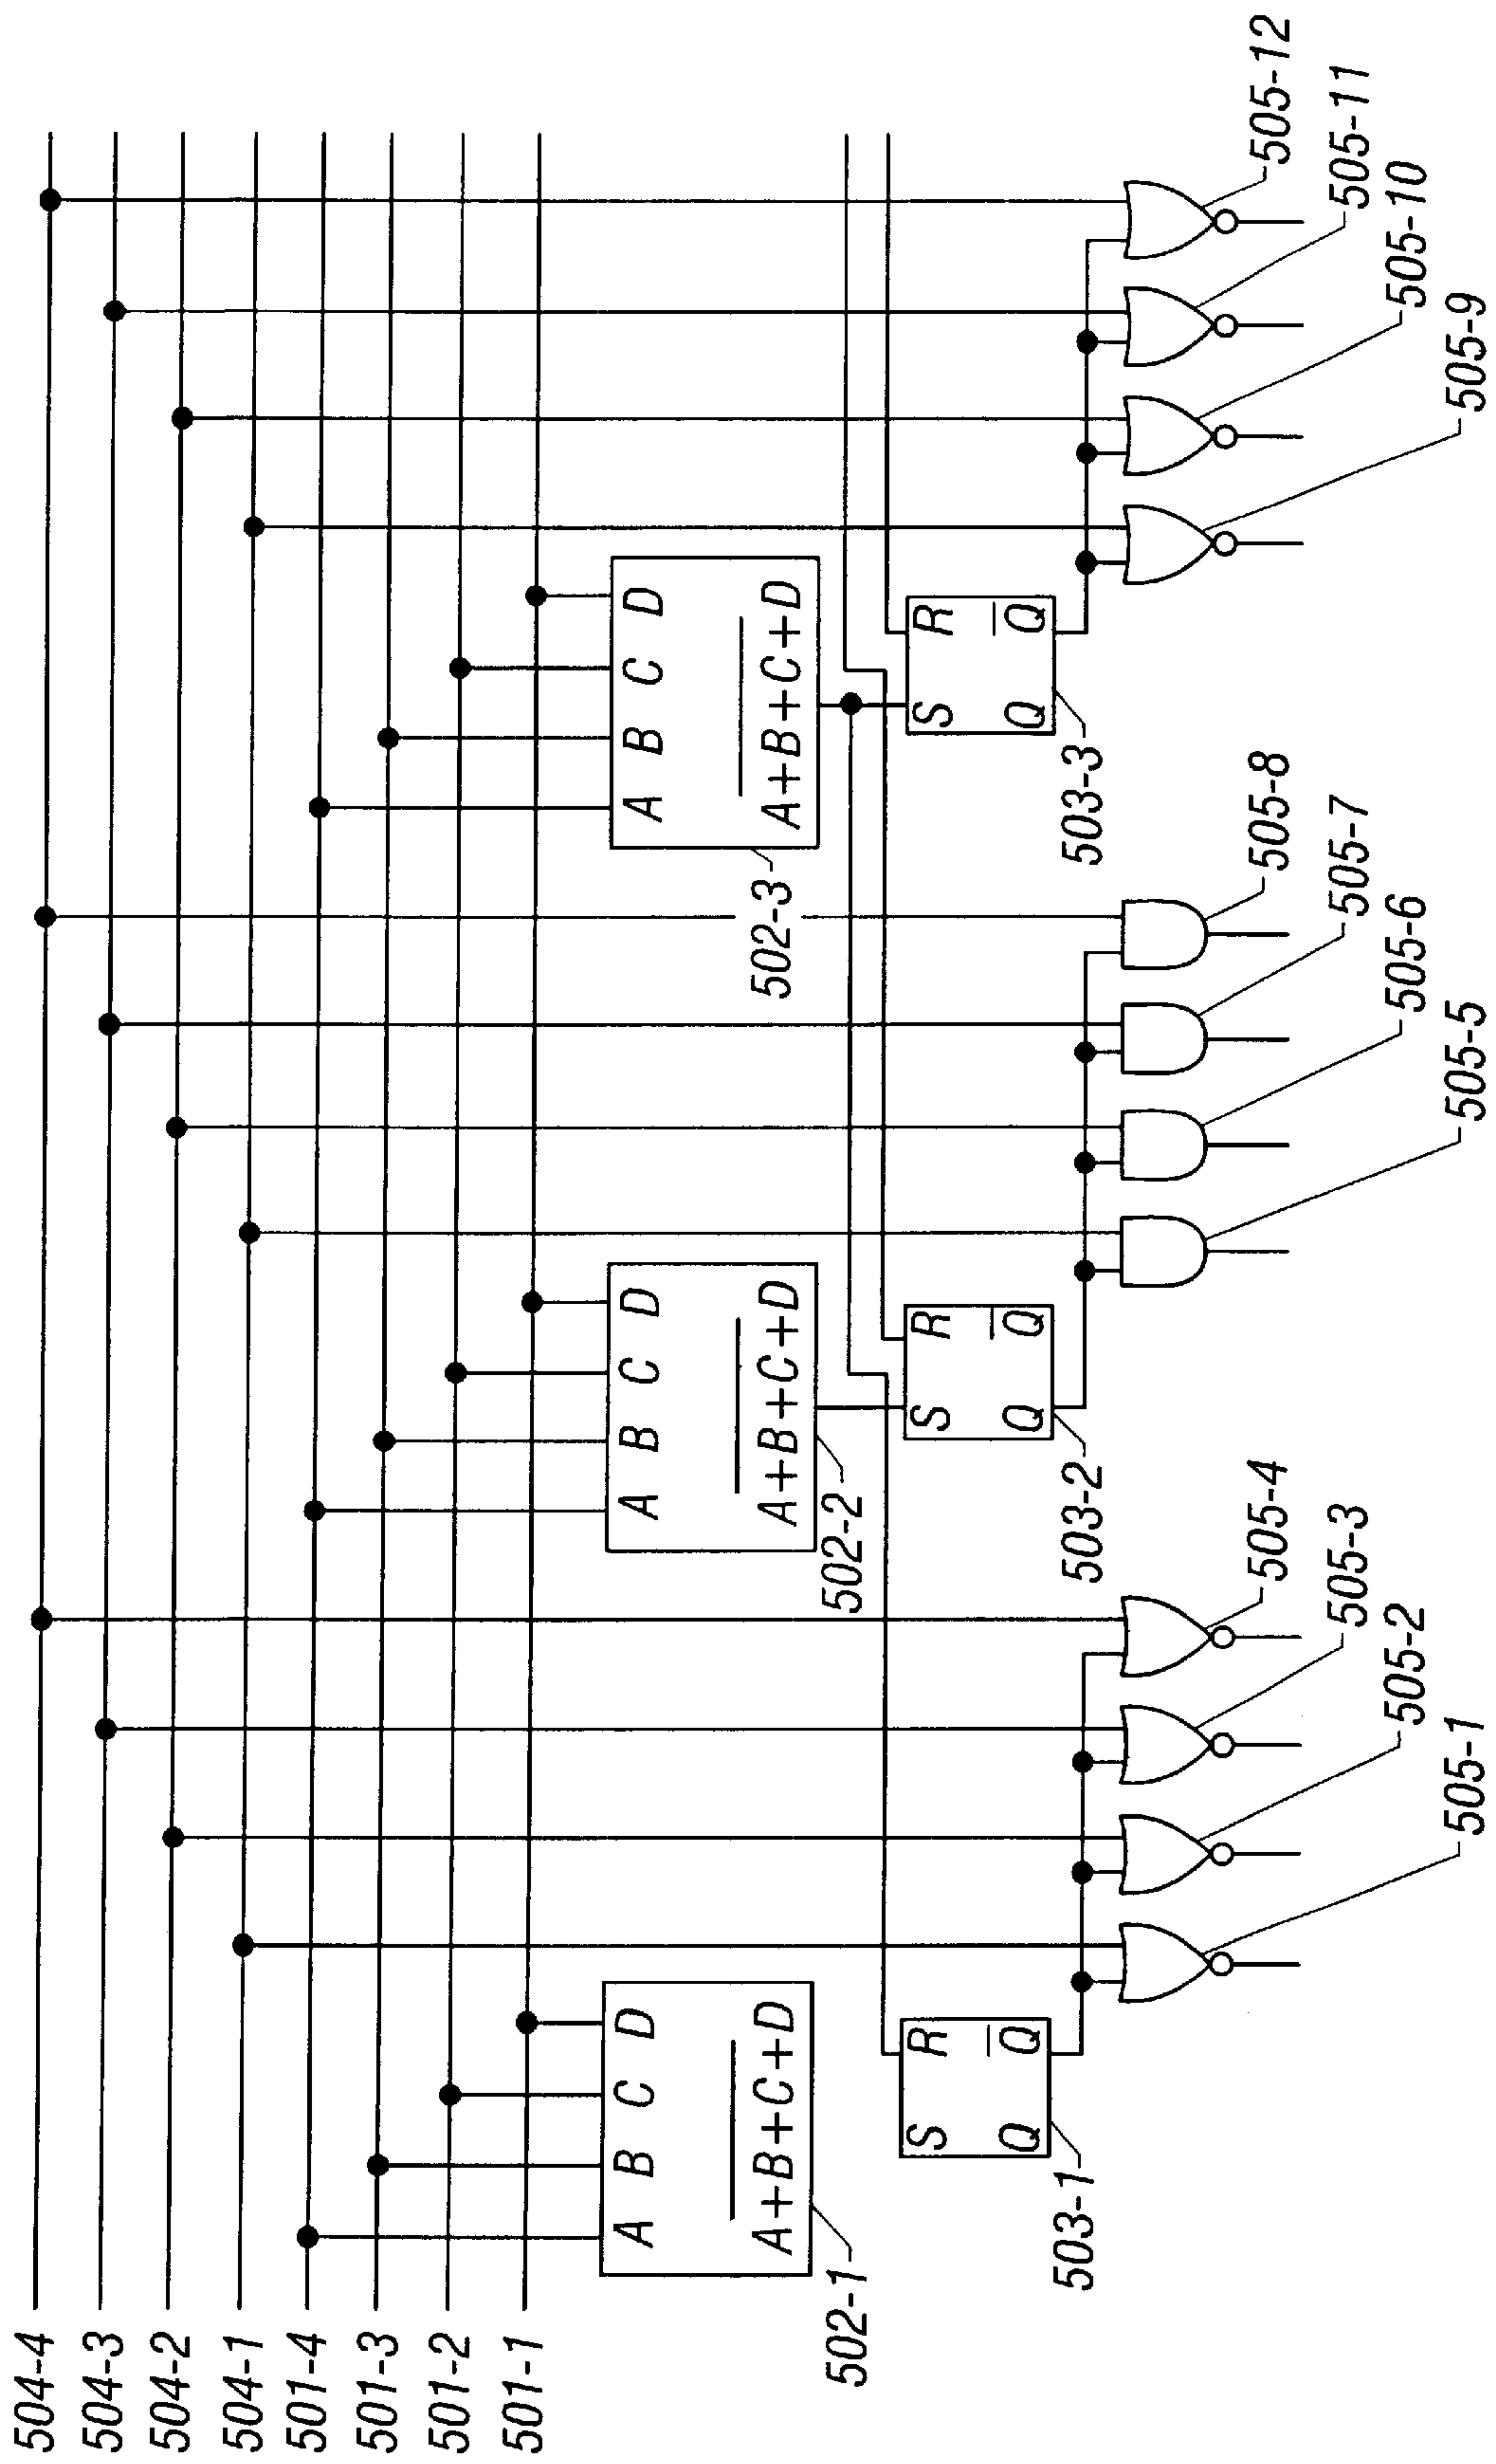 504-4
504-3
504-2
504-1
501-4
501-3
501-2
501-1
A B C D
A+B+C+D
502-1
A B C D
A+B+C+D
502-2
A B C D
A+B+C+D
502-3
S R
Q Q
503-1
S R
Q Q
503-2
S R
Q Q
503-3
505-1
505-2
505-3
505-4
505-5
505-6
505-7
505-8
505-9
505-10
505-11
505-12